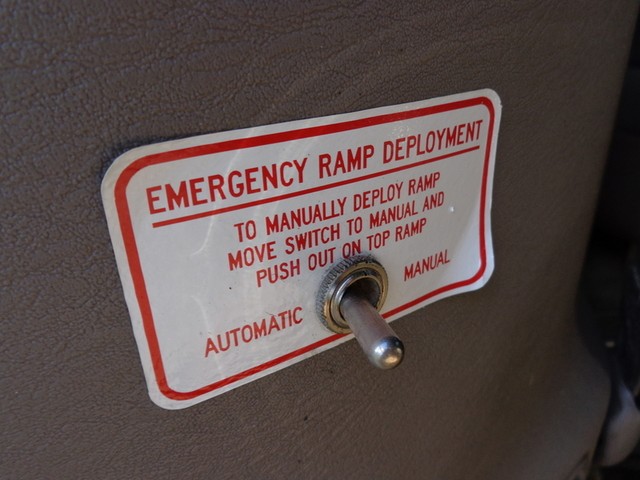 EMERGENCY RAMP DEPLOYMENT
TO MANUALLY DEPLOY RAMP
MOVE SWITCH TO MANUAL AND
PUSH OUT ON TOP RAMP
AUTOMATIC
MANUAL